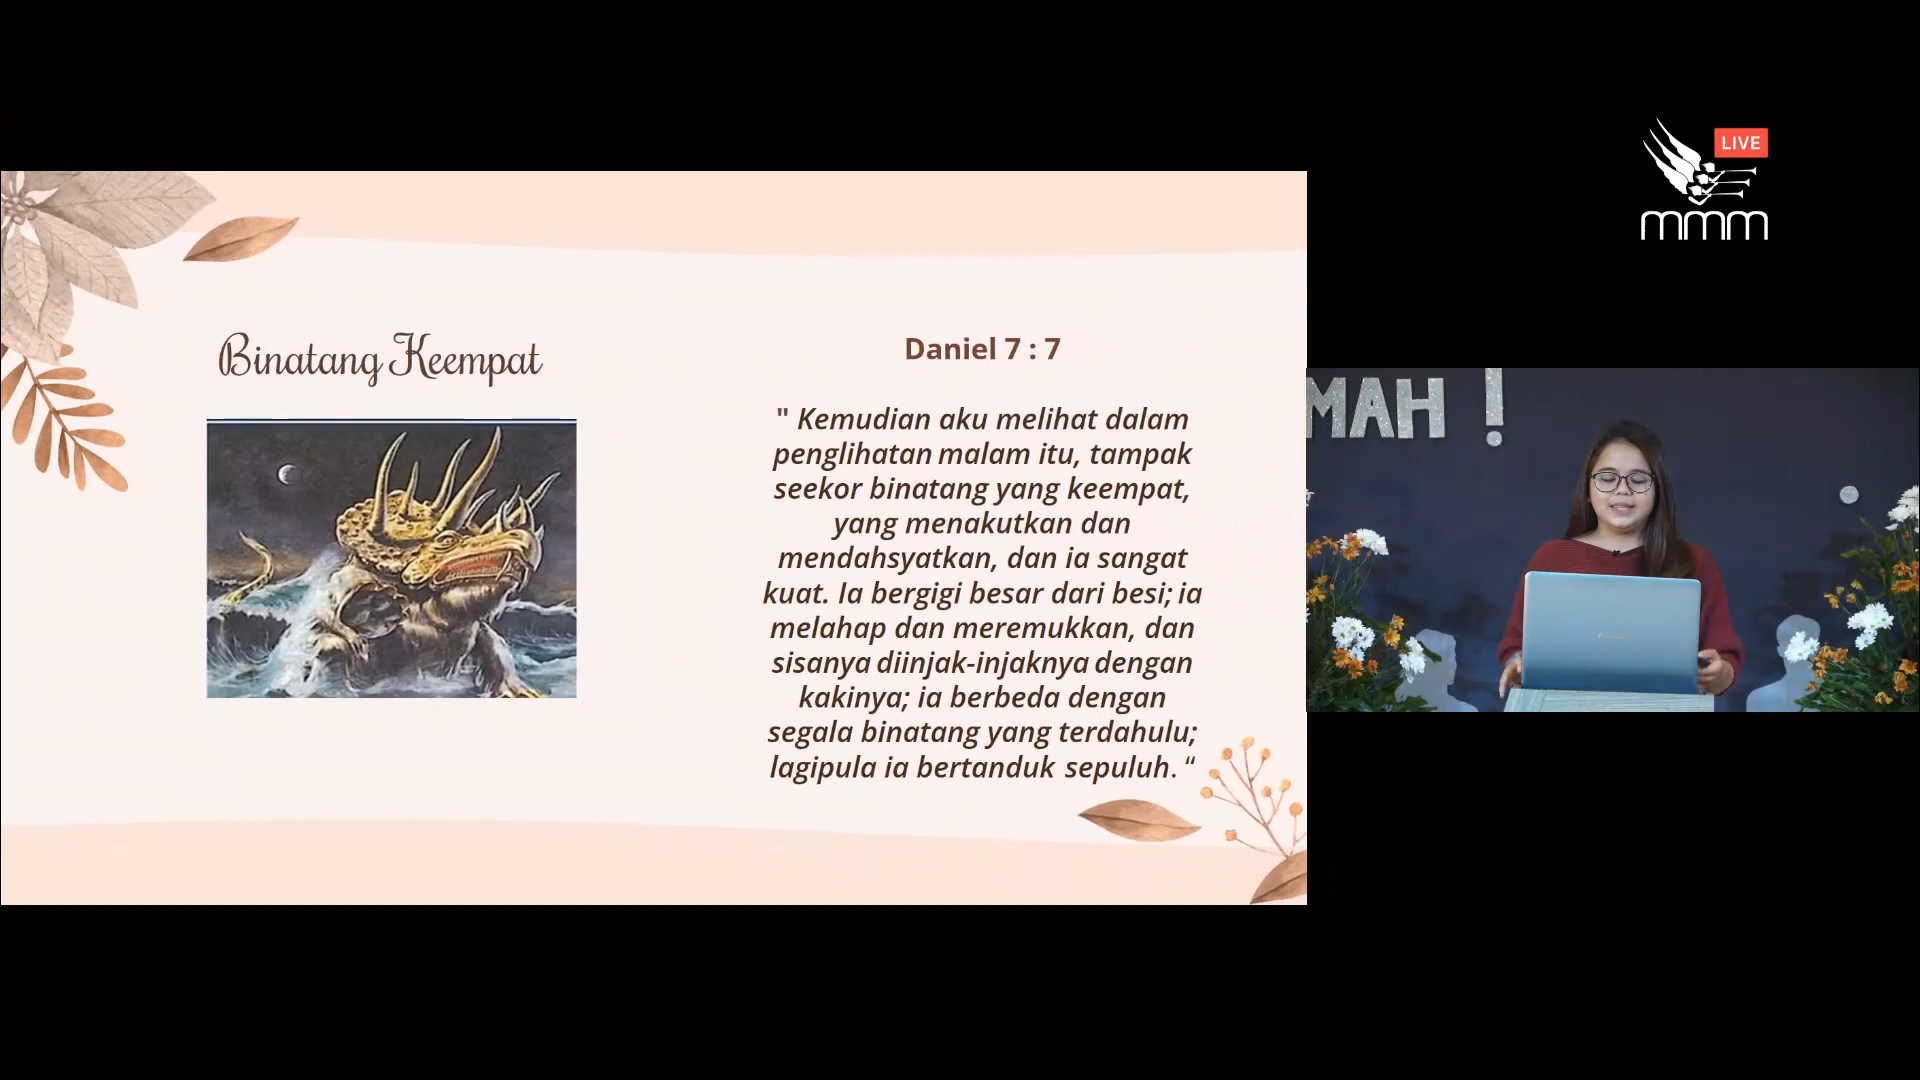 LIVE
mmm
Binatang Keempat
Daniel 7 : 7
" Kemudian aku melihat dalam
penglihatan malam itu, tampak
seekor binatang yang keempat,
yang menakutkan dan
mendahsyatkan, dan ia sangat
kuat. Ia bergigi besar dari besi; ia
melahap dan meremukkan, dan
sisanya diinjak-injaknya dengan
kakinya; ia berbeda dengan
segala binatang yang terdahulu;
lagipula ia bertanduk sepuluh. “
MAH !